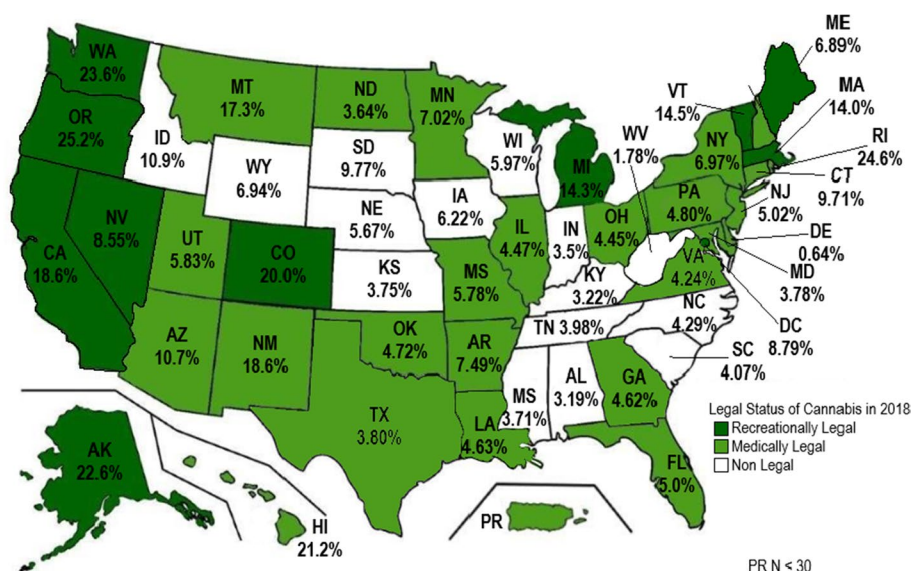 WA
23.6%
OR
25.2%
CA
18.6%
NV
8.55%
ID
10.9%
MT
17.3%
WY
6.94%
UT
5.83%
CO
20.0%
AZ
10.7%
NM
18.6%
ND
3.64%
SD
9.77%
NE
5.67%
KS
3.75%
OK
4.72%
TX
3.80%
MN
7.02%
IA
6.22%
MS
5.78%
AR
7.49%
LA
4.63%
WI
5.97%
IL
4.47%
MI
14.3%
IN
3.5%
OH
4.45%
KY
3.22%
TN 3.98%
MS
3.71%
AL
3.19%
GA
4.62%
FL
5.0%
SC
4.07%
NC
4.29%
VA
4.24%
WV
1.78%
PA
4.80%
NY
6.97%
VT
14.5%
ME
6.89%
MA
14.0%
RI
24.6%
CT
9.71%
NJ
5.02%
DE
0.64%
MD
3.78%
DC
8.79%
AK
22.6%
HI
21.2%
PR
Legal Status of Cannabis in 2018
Recreationally Legal
Medically Legal
Non Legal
PR N < 30